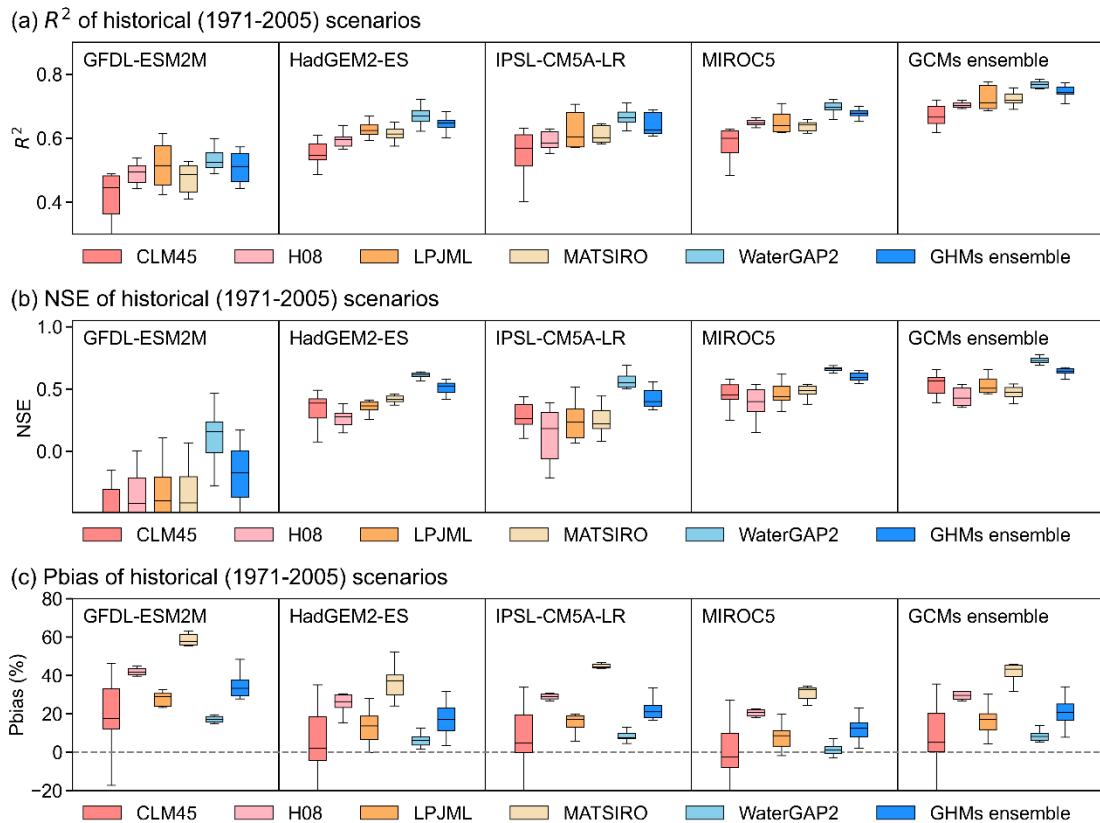 (a) R² of historical (1971-2005) scenarios
GFDL-ESM2M HadGEM2-ES IPSL-CM5A-LR MIROC5 GCMs ensemble
0.8
0.6
0.4
R²
CLM45 H08 LPJML MATSIRO WaterGAP2 GHMs ensemble
(b) NSE of historical (1971-2005) scenarios
GFDL-ESM2M HadGEM2-ES IPSL-CM5A-LR MIROC5 GCMs ensemble
1.0
0.5
0.0
NSE
CLM45 H08 LPJML MATSIRO WaterGAP2 GHMs ensemble
(c) Pbias of historical (1971-2005) scenarios
GFDL-ESM2M HadGEM2-ES IPSL-CM5A-LR MIROC5 GCMs ensemble
80
60
40
20
0
−20
Pbias (%)
CLM45 H08 LPJML MATSIRO WaterGAP2 GHMs ensemble